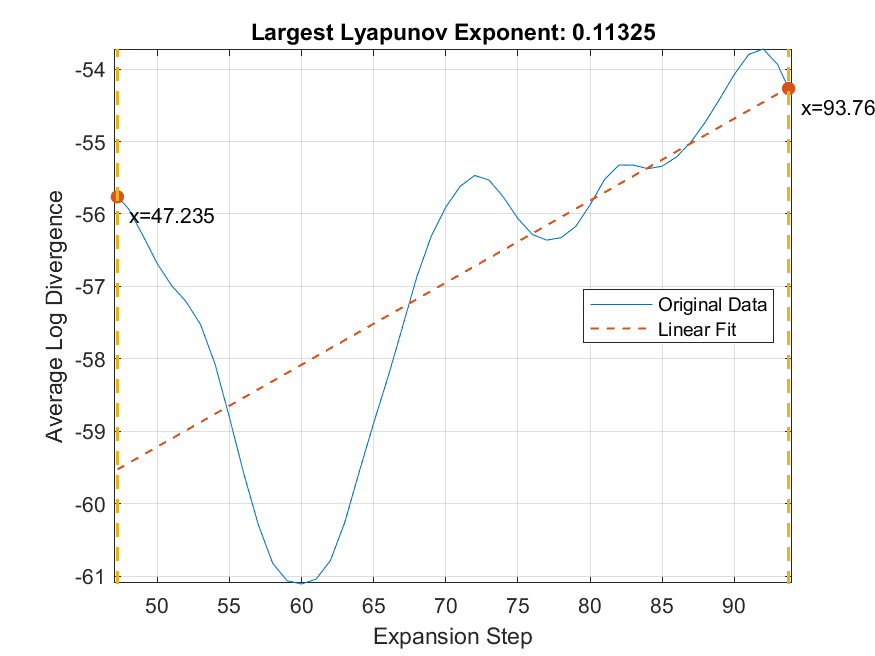 Largest Lyapunov Exponent: 0.11325
Average Log Divergence
-54
-55
-56
-57
-58
-59
-60
-61
x=47.235
x=93.76
Original Data
Linear Fit
50 55 60 65 70 75 80 85 90
Expansion Step